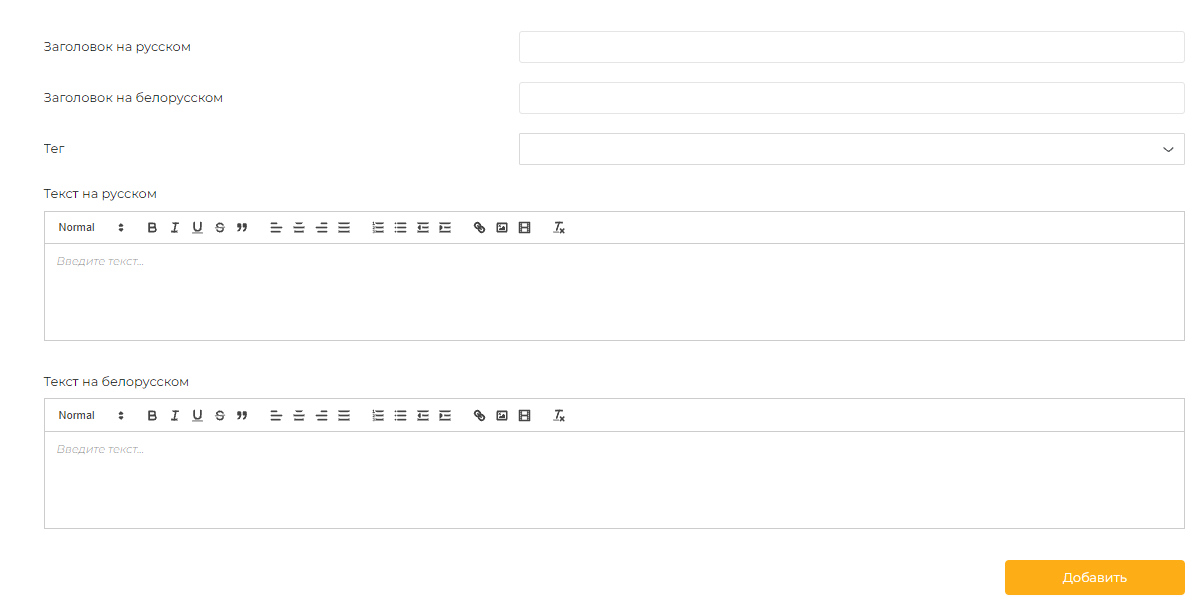 Заголовок на русском
Заголовок на белорусском
Тег
Текст на русском
Normal
Введите текст...
Текст на белорусском
Normal
Введите текст...
Добавить